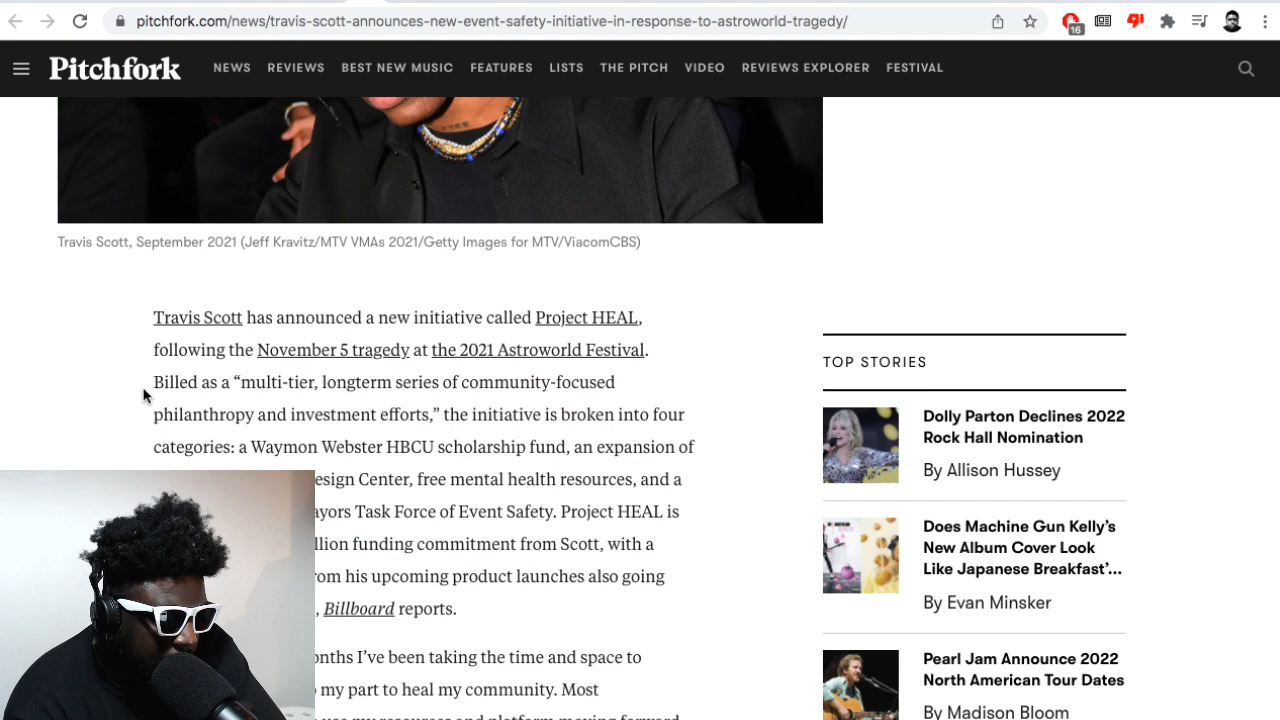 pitchfork.com/news/travis-scott-announces-new-event-safety-initiative-in-response-to-astroworld-tragedy/
16
Pitchfork
NEWS REVIEWS BEST NEW MUSIC FEATURES LISTS THE PITCH VIDEO REVIEWS EXPLORER FESTIVAL
Travis Scott, September 2021 (Jeff Kravitz/MTV VMAs 2021/Getty Images for MTV/ViacomCBS)
Travis Scott has announced a new initiative called Project HEAL,
following the November 5 tragedy at the 2021 Astroworld Festival.
Billed as a “multi-tier, longterm series of community-focused
philanthropy and investment efforts,” the initiative is broken into four
categories: a Waymon Webster HBCU scholarship fund, an expansion of
esign Center, free mental health resources, and a
ayors Task Force of Event Safety. Project HEAL is
llion funding commitment from Scott, with a
om his upcoming product launches also going
, Billboard reports.
onths I’ve been taking the time and space to
my part to heal my community. Most
use my resources and platform moving forward
TOP STORIES
Dolly Parton Declines 2022
Rock Hall Nomination
By Allison Hussey
Does Machine Gun Kelly’s
New Album Cover Look
Like Japanese Breakfast’...
By Evan Minsker
Pearl Jam Announce 2022
North American Tour Dates
By Madison Bloom